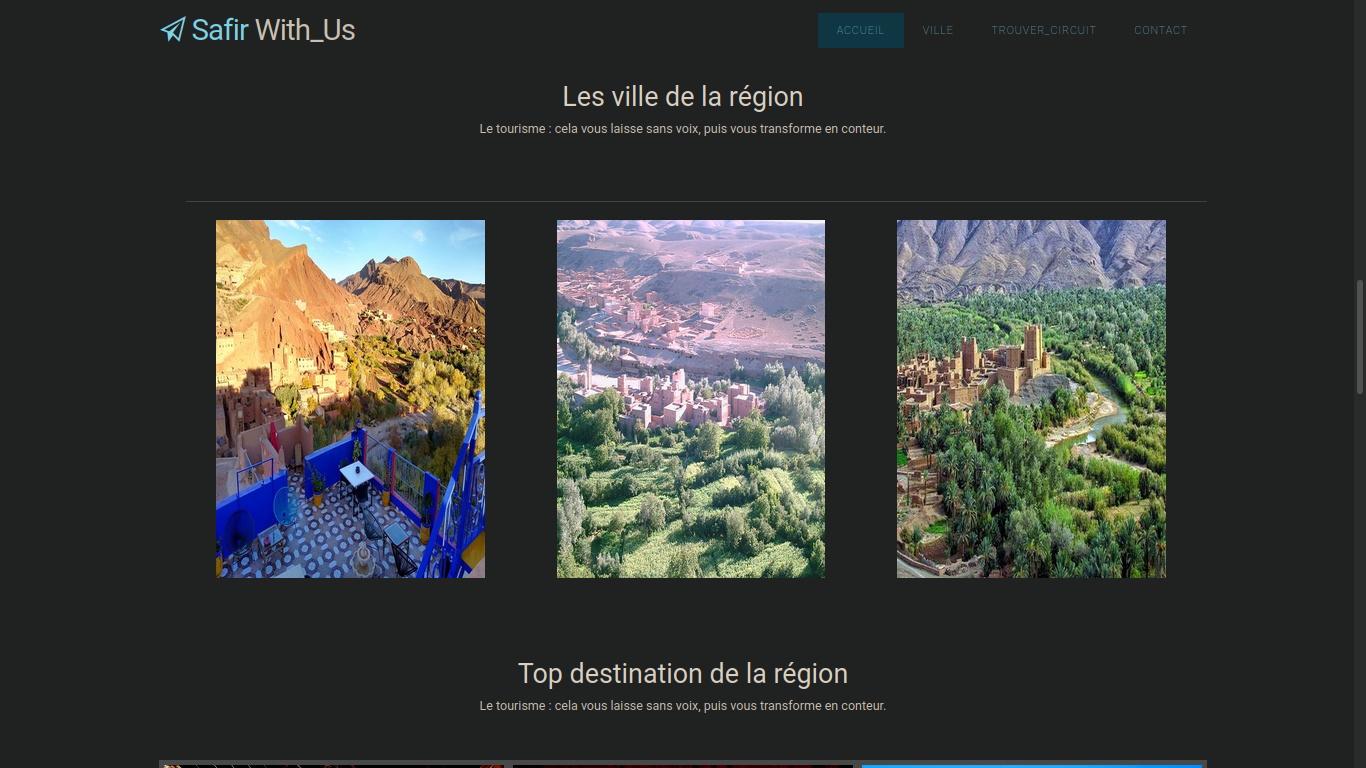 Safir With_Us
ACCUEIL VILLE TROUVER_CIRCUIT CONTACT
Les ville de la région
Le tourisme : cela vous laisse sans voix, puis vous transforme en conteur.
Top destination de la région
Le tourisme : cela vous laisse sans voix, puis vous transforme en conteur.